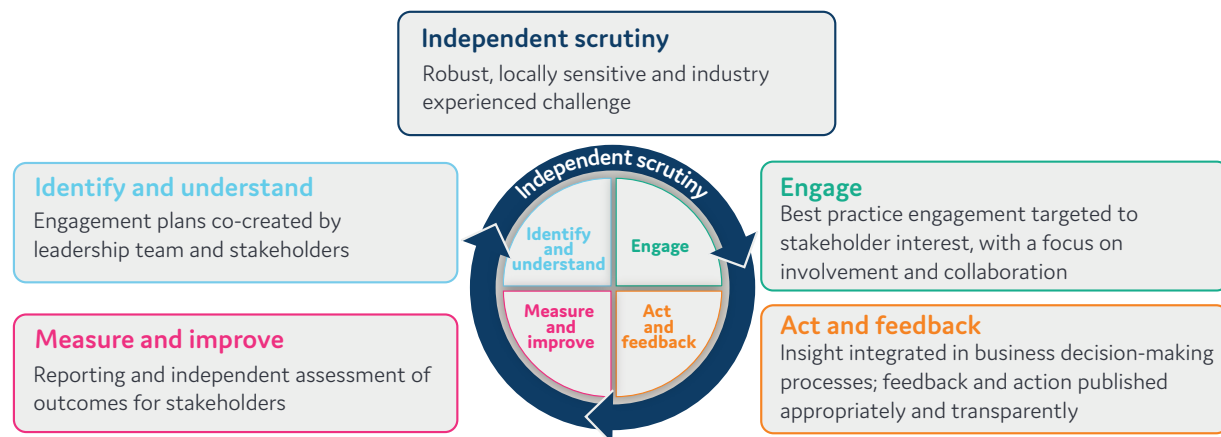 Independent scrutiny
Robust, locally sensitive and industry
experienced challenge
Identify and understand
Engagement plans co-created by
leadership team and stakeholders
Independent scrutiny
Identify
and
understand
Engage
Measure
and
improve
Act
and
feedback
Engage
Best practice engagement targeted to
stakeholder interest, with a focus on
involvement and collaboration
Measure and improve
Reporting and independent assessment of
outcomes for stakeholders
Act and feedback
Insight integrated in business decision-making
processes; feedback and action published
appropriately and transparently